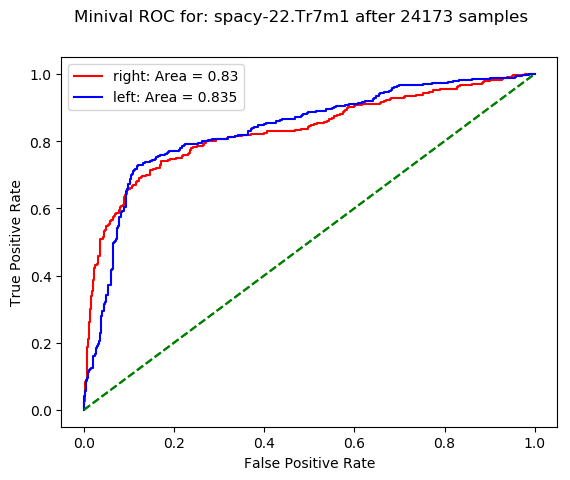 Minival ROC for: spacy-22.Tr7m1 after 24173 samples
right: Area = 0.83
left: Area = 0.835
True Positive Rate
1.0
0.8
0.6
0.4
0.2
0.0
0.0 0.2 0.4 0.6 0.8 1.0
False Positive Rate